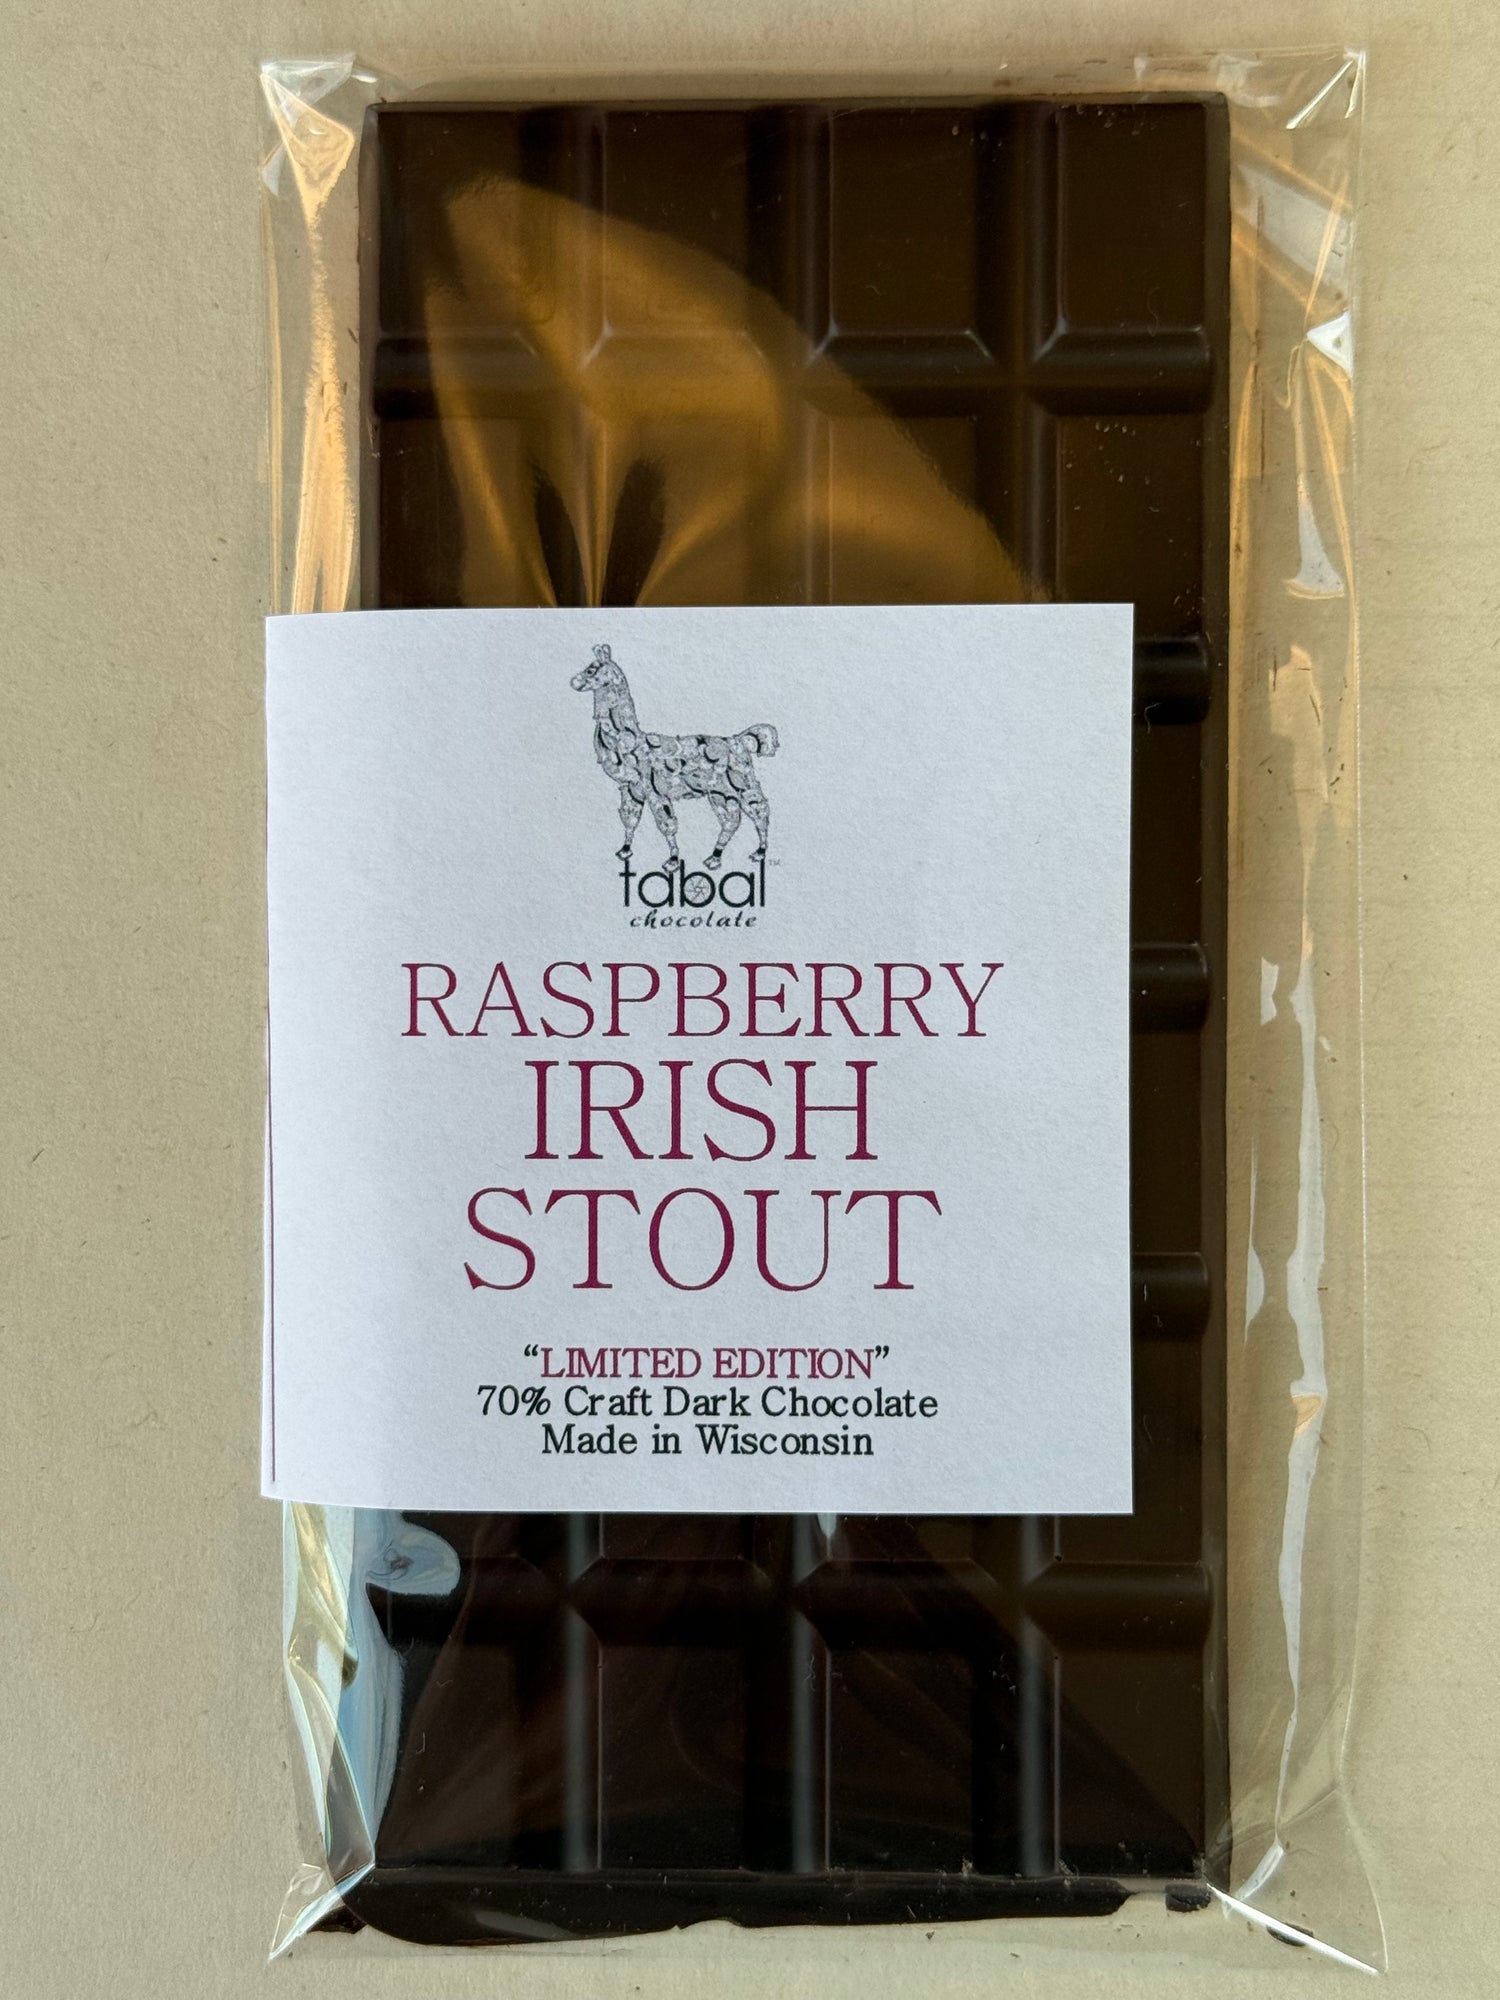 tabal
chocolate
RASPBERRY
IRISH
STOUT
“LIMITED EDITION”
70% Craft Dark Chocolate
Made in Wisconsin